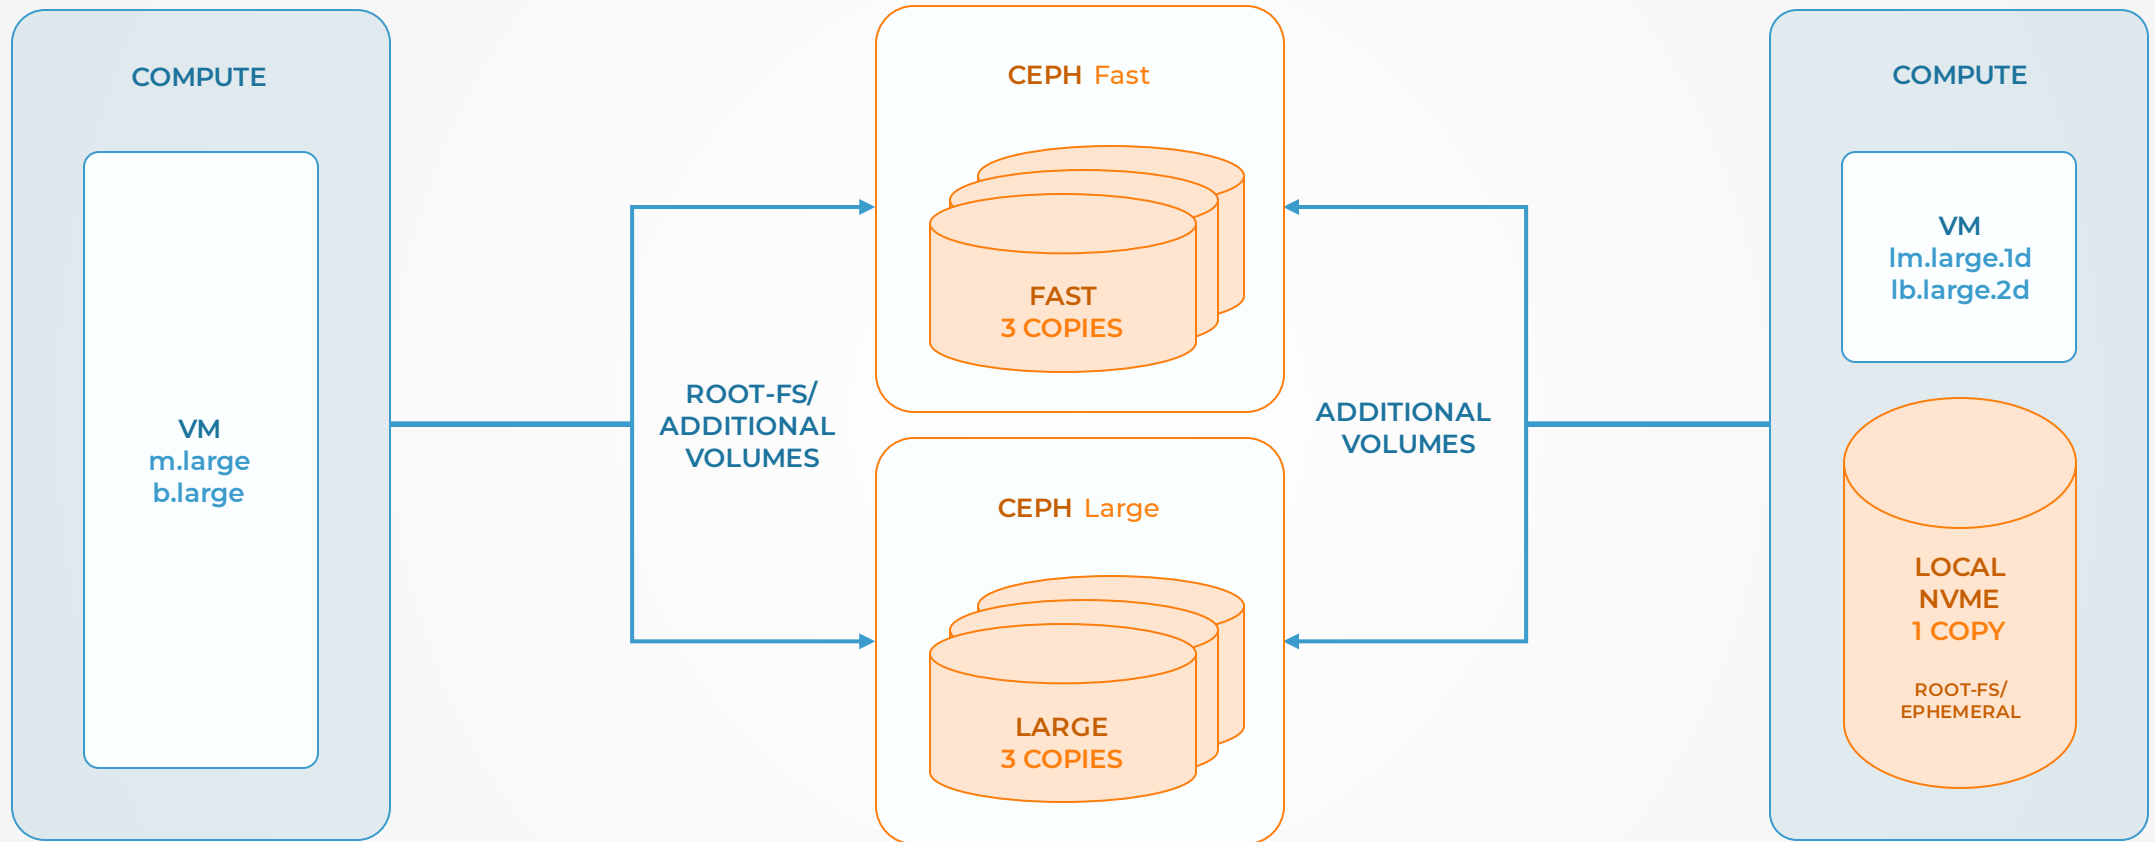 COMPUTE
VM
m.large
b.large
ROOT-FS/
ADDITIONAL
VOLUMES
CEPH Fast
FAST
3 COPIES
CEPH Large
LARGE
3 COPIES
ADDITIONAL
VOLUMES
COMPUTE
VM
lm.large.1d
lb.large.2d
LOCAL
NVME
1 COPY
ROOT-FS/
EPHEMERAL